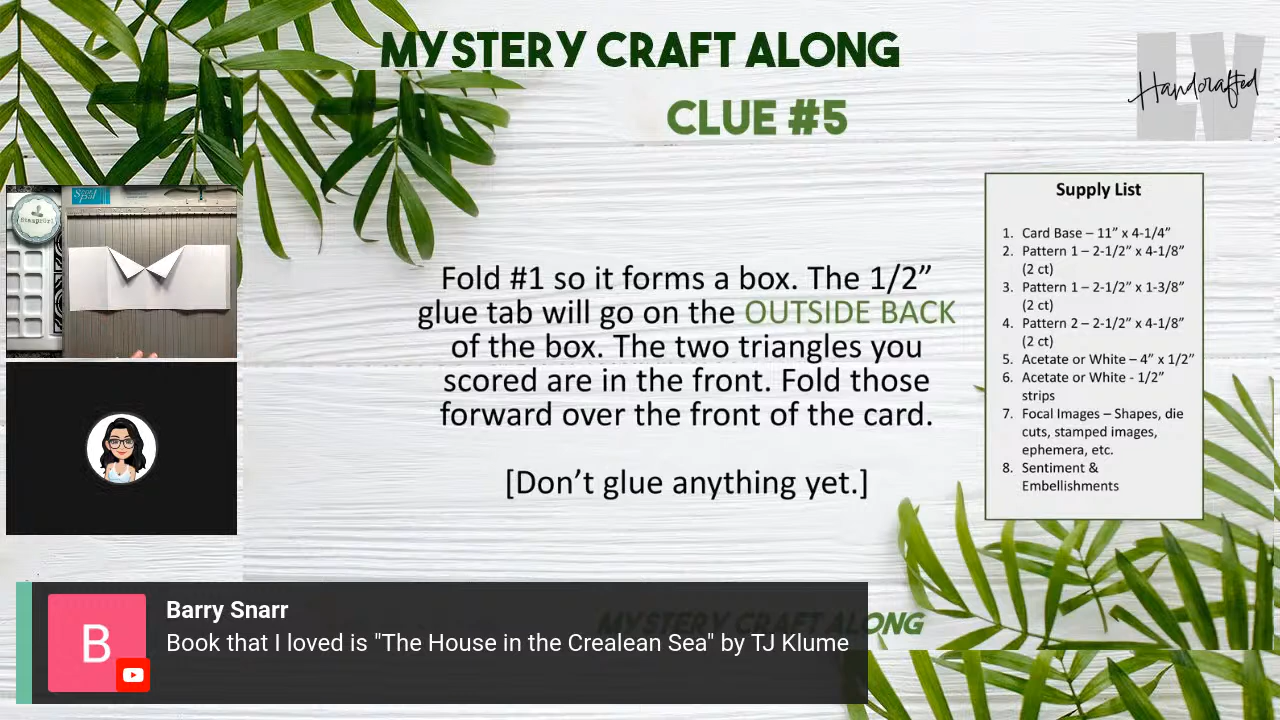 MYSTERY CRAFT ALONG
CLUE #5
Handcrafted
LV
Supply List
1. Card Base – 11” x 4-1/4”
2. Pattern 1 – 2-1/2” x 4-1/8”
(2 ct)
3. Pattern 1 – 2-1/2” x 1-3/8”
(2 ct)
4. Pattern 2 – 2-1/2” x 4-1/8”
(2 ct)
5. Acetate or White – 4” x 1/2”
6. Acetate or White - 1/2”
strips
7. Focal Images – Shapes, die
cuts, stamped images,
ephemera, etc.
8. Sentiment &
Embellishments
Fold #1 so it forms a box. The 1/2”
glue tab will go on the OUTSIDE BACK
of the box. The two triangles you
scored are in the front. Fold those
forward over the front of the card.
[Don’t glue anything yet.]
MYSTERY CRAFT ALONG
B
Barry Snarr
Book that I loved is "The House in the Crealean Sea" by TJ Klume